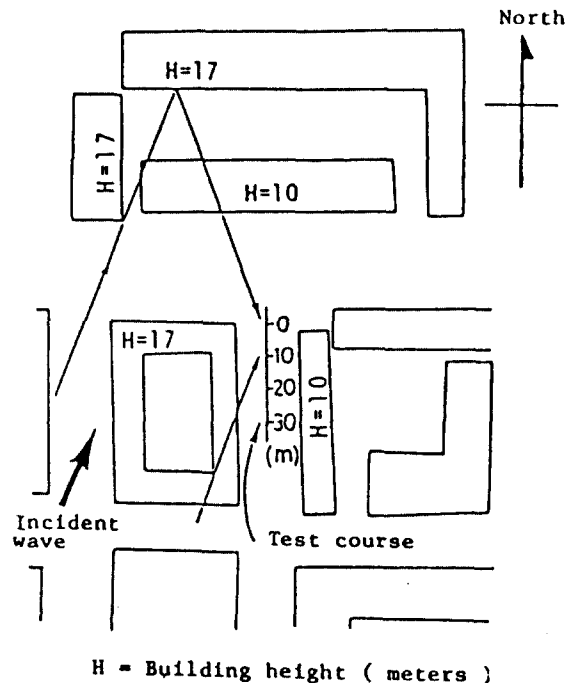 North
H=17
H=17
H=10
H=17
0
10
20
30
(m)
H=10
Incident
wave
Test course
H = Building height ( meters )